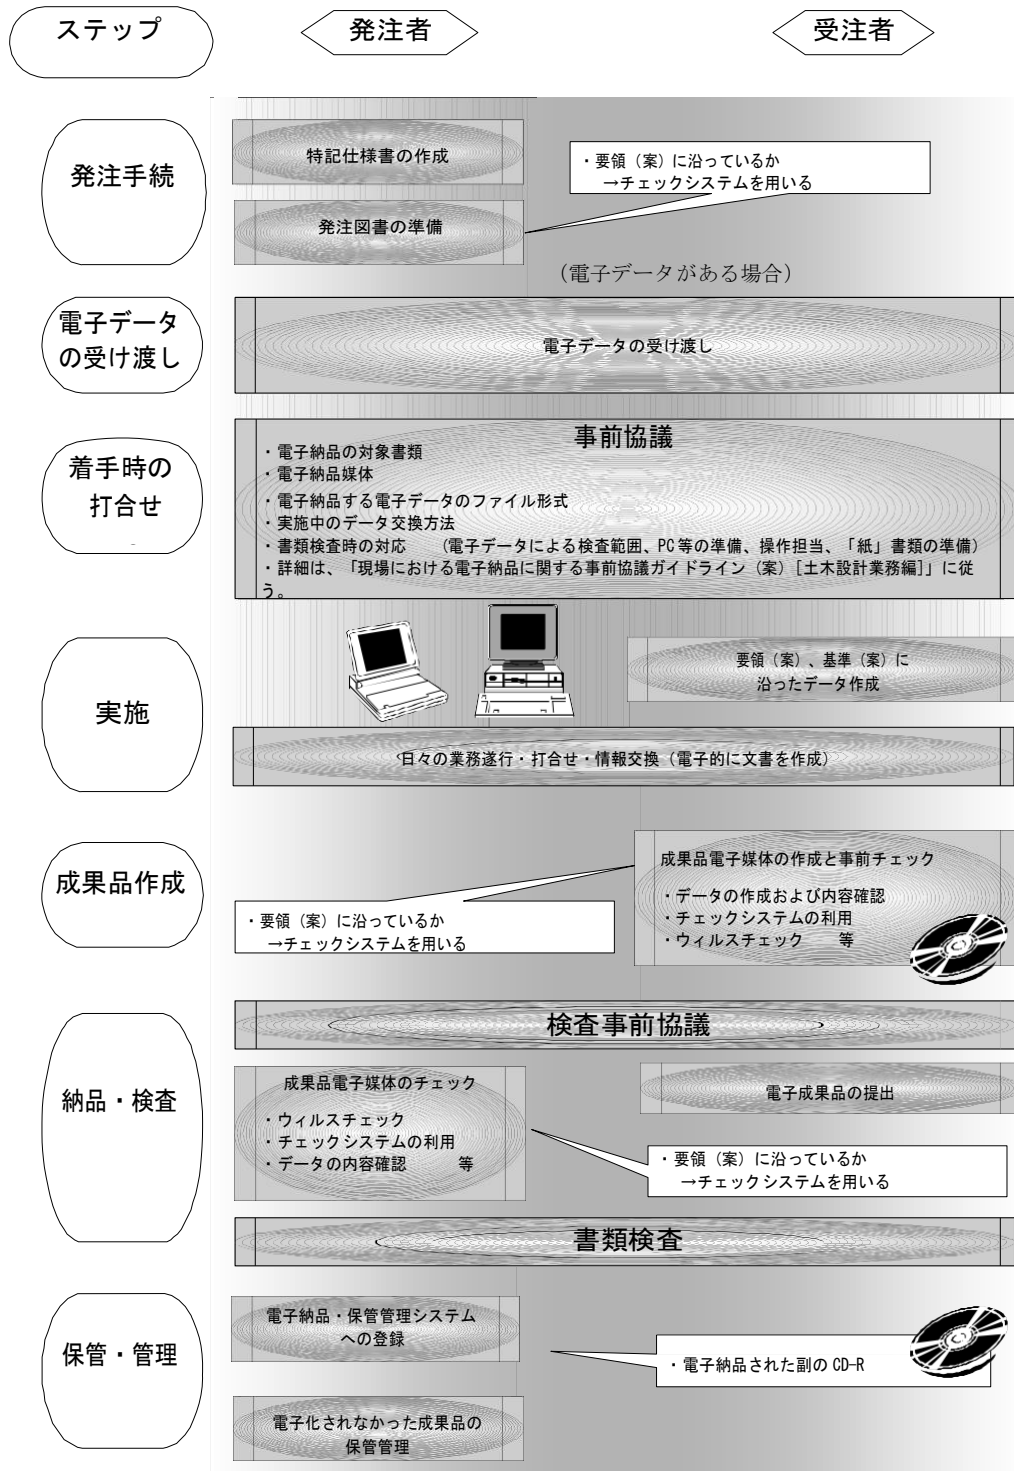 ステップ
発注者
受注者
発注手続
特記仕様書の作成
・要領（案）に沿っているか
→チェックシステムを用いる
発注図書の準備
（電子データがある場合）
電子データ
の受け渡し
電子データの受け渡し
着手時の
打合せ
事前協議
・電子納品の対象書類
・電子納品媒体
・電子納品する電子データのファイル形式
・実施中のデータ交換方法
・書類検査時の対応　（電子データによる検査範囲、PC等の準備、操作担当、「紙」書類の準備）
・詳細は、「現場における電子納品に関する事前協議ガイドライン（案）[土木設計業務編]」に従
う。
実施
要領（案）、基準（案）に
沿ったデータ作成
日々の業務遂行・打合せ・情報交換（電子的に文書を作成）
成果品作成
成果品電子媒体の作成と事前チェック
・データの作成および内容確認
・チェックシステムの利用
・ウィルスチェック　等
・要領（案）に沿っているか
→チェックシステムを用いる
納品・検査
検査事前協議
成果品電子媒体のチェック
・ウィルスチェック
・チェックシステムの利用
・データの内容確認　等
電子成果品の提出
・要領（案）に沿っているか
→チェックシステムを用いる
書類検査
保管・管理
電子納品・保管管理システム
への登録
・電子納品された副の CD-R
電子化されなかった成果品の
保管管理